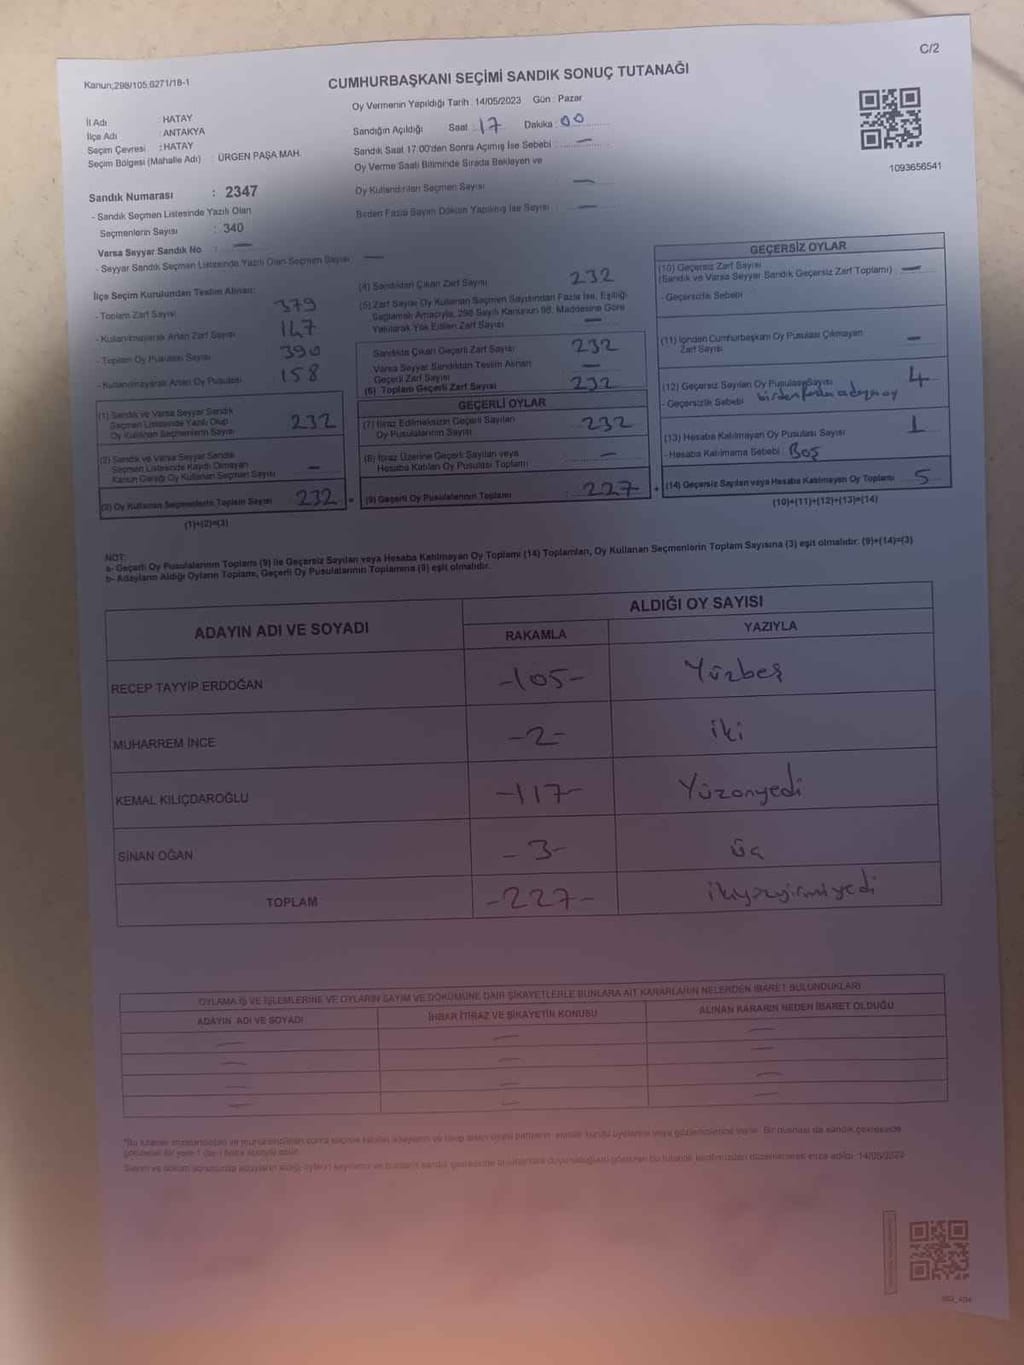 C/2
Kanun;298/105,6271/18-1
CUMHURBAŞKANI SEÇİMİ SANDIK SONUÇ TUTANAĞI
Oy Vermenin Yapıldığı Tarih : 14/05/2023 Gün : Pazar
İl Adı : HATAY
İlçe Adı : ANTAKYA
Seçim Çevresi : HATAY
Seçim Bölgesi (Mahalle Adı) : ÜRGEN PAŞA MAH.
Sandığın Açıldığı Saat : 17 Dakika : 00
Sandık Saat 17:00'den Sonra Açılmış İse Sebebi : —
Oy Verme Saati Bitiminde Sırada Bekleyen ve
Oy Kullandırılan Seçmen Sayısı —
Birden Fazla Sayım Döküm Yapılmış İse Sayısı : —
1093656541
Sandık Numarası : 2347
- Sandık Seçmen Listesinde Yazılı Olan
Seçmenlerin Sayısı : 340
Varsa Seyyar Sandık No : —
- Seyyar Sandık Seçmen Listesinde Yazılı Olan Seçmen Sayısı : —
İlçe Seçim Kurulundan Teslim Alınan:
- Toplam Zarf Sayısı 379
- Kullanılmayarak Artan Zarf Sayısı 147
- Toplam Oy Pusulası Sayısı 390
- Kullanılmayarak Artan Oy Pusulası 158
(1) Sandık ve Varsa Seyyar Sandık
Seçmen Listesinde Yazılı Olup
Oy Kullanan Seçmenlerin Sayısı 232
(2) Sandık ve Varsa Seyyar Sandık
Seçmen Listesinde Kaydı Olmayan
Kanun Gereği Oy Kullanan Seçmen Sayısı —
(3) Oy Kullanan Seçmenlerin Toplam Sayısı 232 =
(1)+(2)=(3)
(4) Sandıktan Çıkan Zarf Sayısı 232
(5) Zarf Sayısı Oy Kullanan Seçmen Sayısından Fazla İse, Eşitliği
Sağlamak Amacıyla, 298 Sayılı Kanunun 98. Maddesine Göre
Yakılarak Yok Edilen Zarf Sayısı —
Sandıkta Çıkan Geçerli Zarf Sayısı 232
Varsa Seyyar Sandıktan Teslim Alınan
Geçerli Zarf Sayısı —
(6) Toplam Geçerli Zarf Sayısı 232
GEÇERLİ OYLAR
(7) İtiraz Edilmeksizin Geçerli Sayılan
Oy Pusulalarının Sayısı 232
(8) İtiraz Üzerine Geçerli Sayılan veya
Hesaba Katılan Oy Pusulası Toplamı —
(9) Geçerli Oy Pusulalarının Toplamı : 227 +
GEÇERSİZ OYLAR
(10) Geçersiz Zarf Sayısı
(Sandık ve Varsa Seyyar Sandık Geçersiz Zarf Toplamı) —
- Geçersizlik Sebebi
(11) İçinden Cumhurbaşkanı Oy Pusulası Çıkmayan
Zarf Sayısı —
(12) Geçersiz Sayılan Oy Pusulası Sayısı 4
- Geçersizlik Sebebi birden fazla adaya oy
(13) Hesaba Katılmayan Oy Pusulası Sayısı 1
- Hesaba Katılmama Sebebi : Boş
(14) Geçersiz Sayılan veya Hesaba Katılmayan Oy Toplamı 5
(10)+(11)+(12)+(13)=(14)
NOT:
a- Geçerli Oy Pusulalarının Toplamı (9) ile Geçersiz Sayılan veya Hesaba Katılmayan Oy Toplamı (14) Toplamları, Oy Kullanan Seçmenlerin Toplam Sayısına (3) eşit olmalıdır. (9)+(14)=(3)
b- Adayların Aldığı Oyların Toplamı, Geçerli Oy Pusulalarının Toplamına (9) eşit olmalıdır.
ADAYIN ADI VE SOYADI ALDIĞI OY SAYISI
RAKAMLA YAZIYLA
RECEP TAYYİP ERDOĞAN -105- Yüzbeş
MUHARREM İNCE -2- iki
KEMAL KILIÇDAROĞLU -117- Yüzonyedi
SİNAN OĞAN -3- üç
TOPLAM -227- ikiyüzyirmiyedi
OYLAMA İŞ VE İŞLEMLERİNE VE OYLARIN SAYIM VE DÖKÜMÜNE DAİR ŞİKAYETLERLE BUNLARA AİT KARARLARIN NELERDEN İBARET BULUNDUKLARI
ADAYIN ADI VE SOYADI İHBAR İTİRAZ VE ŞİKAYETİN KONUSU ALINAN KARARIN NEDEN İBARET OLDUĞU
— — —
— — —
— — —
— — —